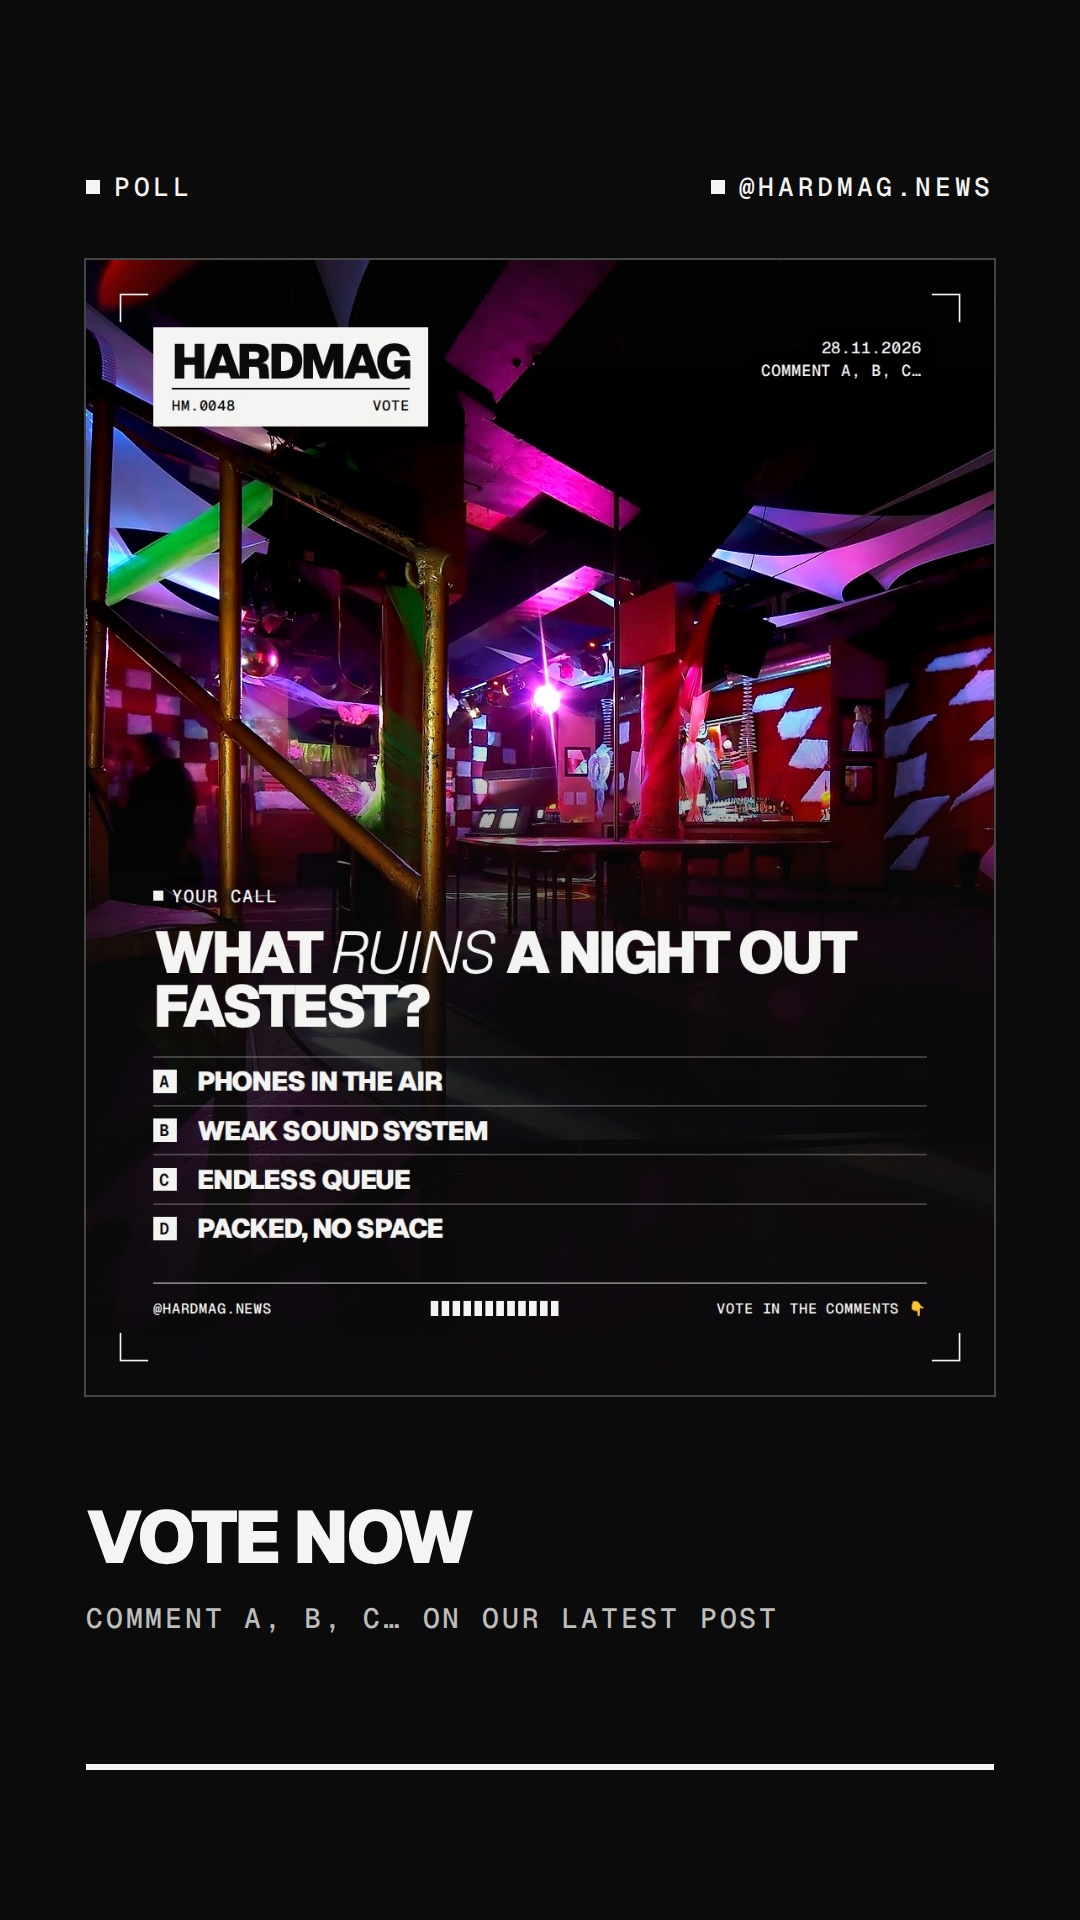 POLL
@HARDMAG.NEWS
HARDMAG
HM.0048 VOTE
28.11.2026
COMMENT A, B, C…
YOUR CALL
WHAT RUINS A NIGHT OUT
FASTEST?
A PHONES IN THE AIR
B WEAK SOUND SYSTEM
C ENDLESS QUEUE
D PACKED, NO SPACE
@HARDMAG.NEWS
VOTE IN THE COMMENTS 👇
VOTE NOW
COMMENT A, B, C… ON OUR LATEST POST